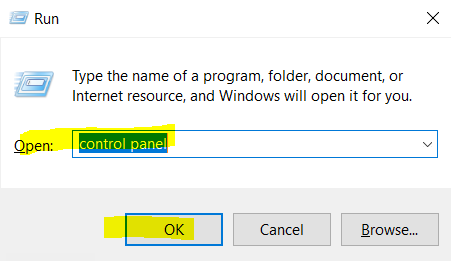 Run
Type the name of a program, folder, document, or
Internet resource, and Windows will open it for you.
Open: control panel
OK Cancel Browse...